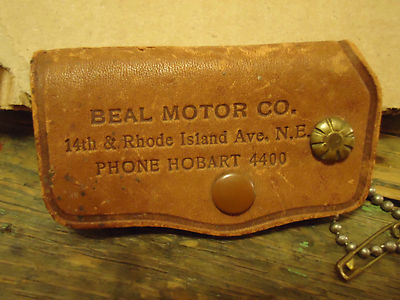 BEAL MOTOR CO.
14th & Rhode Island Ave. N.E.
PHONE HOBART 4400